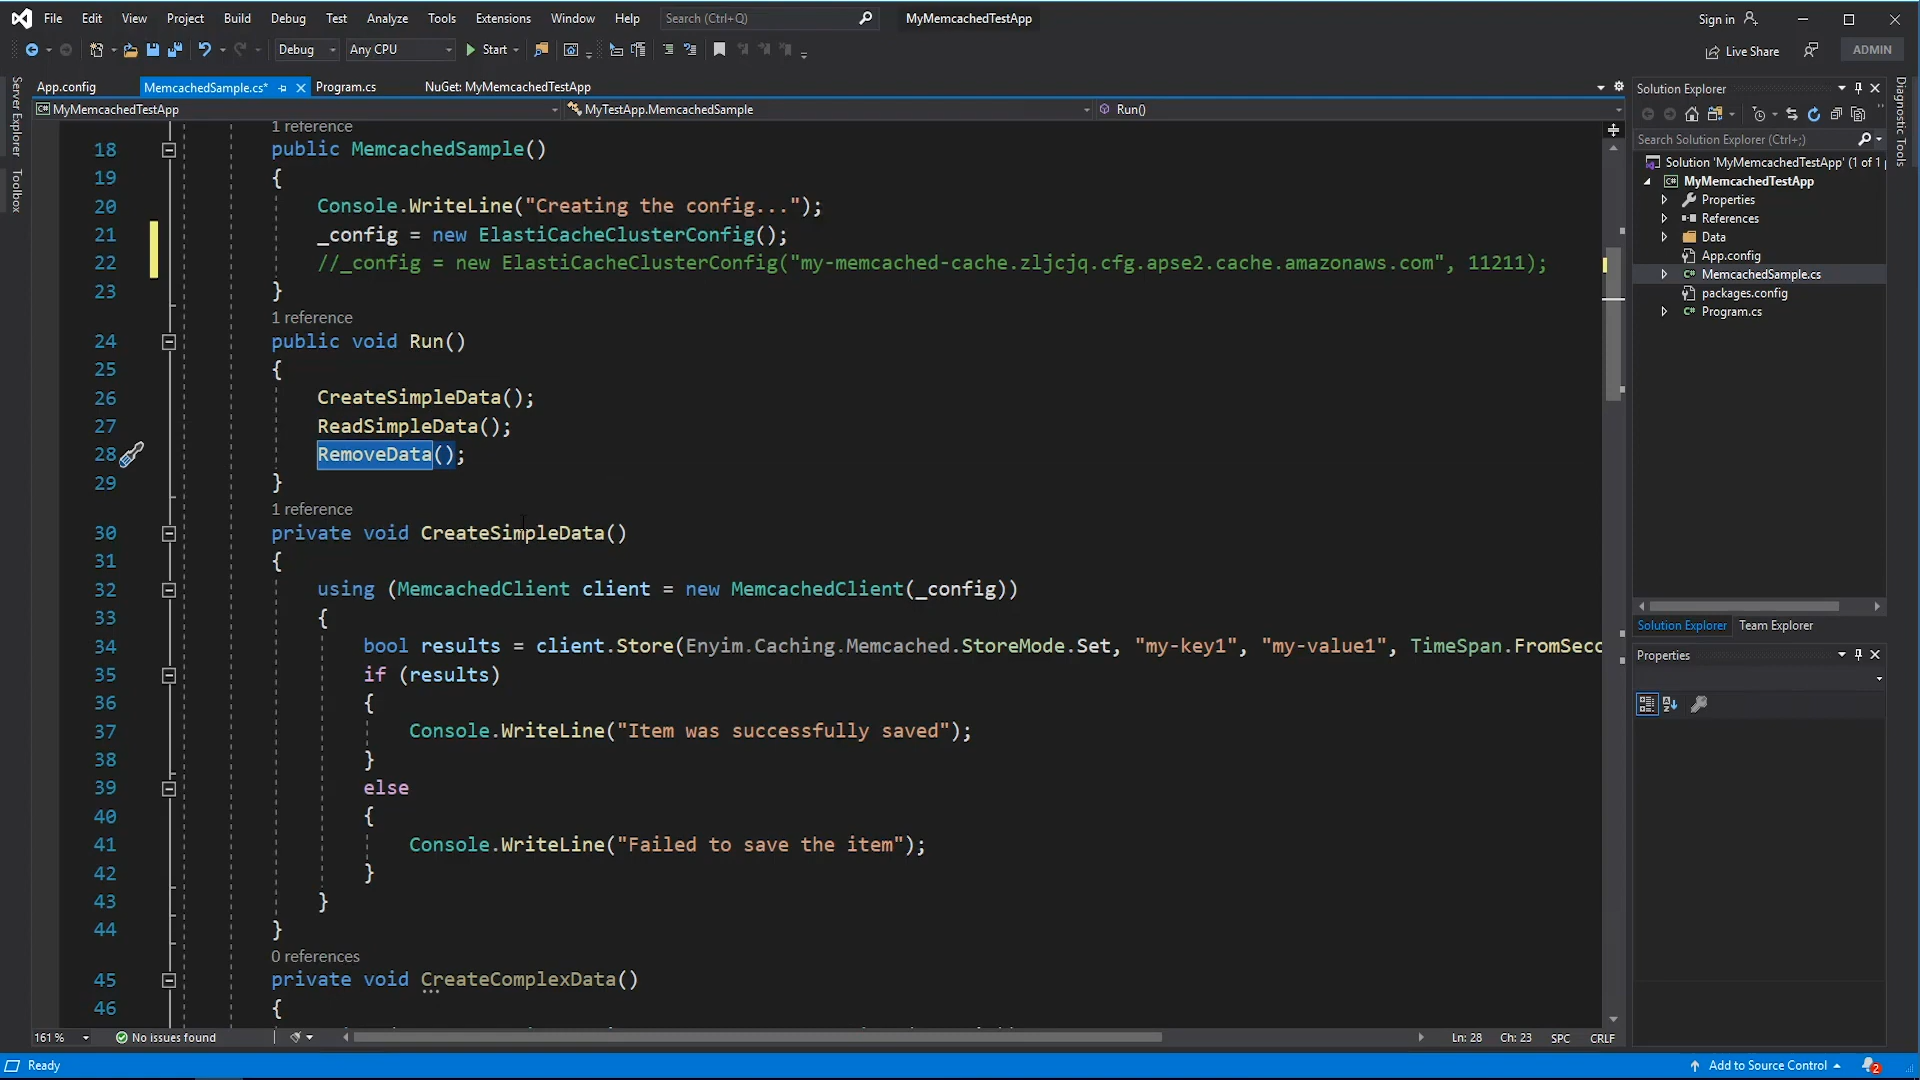 File Edit View Project Build Debug Test Analyze Tools Extensions Window Help Search (Ctrl+Q) MyMemcachedTestApp Sign in
Debug Any CPU Start Live Share ADMIN
App.config MemcachedSample.cs* Program.cs NuGet: MyMemcachedTestApp
C# MyMemcachedTestApp MyTestApp.MemcachedSample Run()
1 reference
18 public MemcachedSample()
19 {
20 Console.WriteLine("Creating the config...");
21 _config = new ElastiCacheClusterConfig();
22 //_config = new ElastiCacheClusterConfig("my-memcached-cache.zljcjq.cfg.apse2.cache.amazonaws.com", 11211);
23 }
1 reference
24 public void Run()
25 {
26 CreateSimpleData();
27 ReadSimpleData();
28 RemoveData();
29 }
1 reference
30 private void CreateSimpleData()
31 {
32 using (MemcachedClient client = new MemcachedClient(_config))
33 {
34 bool results = client.Store(Enyim.Caching.Memcached.StoreMode.Set, "my-key1", "my-value1", TimeSpan.FromSecc
35 if (results)
36 {
37 Console.WriteLine("Item was successfully saved");
38 }
39 else
40 {
41 Console.WriteLine("Failed to save the item");
42 }
43 }
44 }
0 references
45 private void CreateComplexData()
46 {
161 % No issues found Ln: 28 Ch: 23 SPC CRLF
Ready Add to Source Control 2
Server Explorer
Toolbox
Solution Explorer
Search Solution Explorer (Ctrl+;)
Solution 'MyMemcachedTestApp' (1 of 1
C# MyMemcachedTestApp
Properties
References
Data
App.config
C# MemcachedSample.cs
packages.config
C# Program.cs
Solution Explorer Team Explorer
Properties
Diagnostic Tools